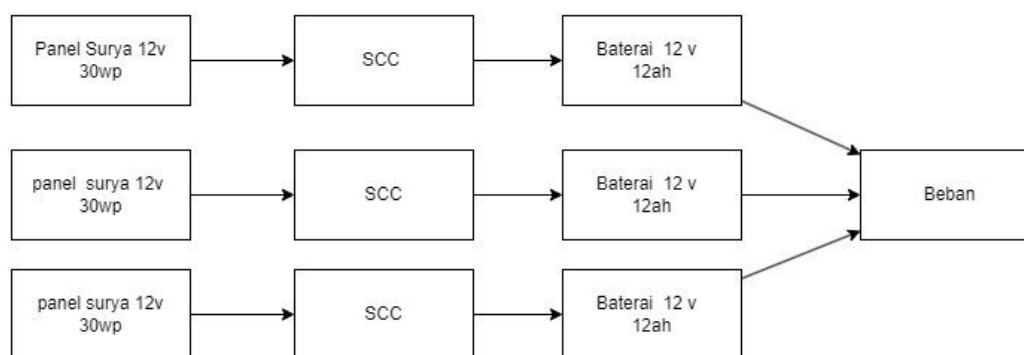 Panel Surya 12v
30wp
SCC
Baterai 12 v
12ah
panel surya 12v
30wp
SCC
Baterai 12 v
12ah
Beban
panel surya 12v
30wp
SCC
Baterai 12 v
12ah